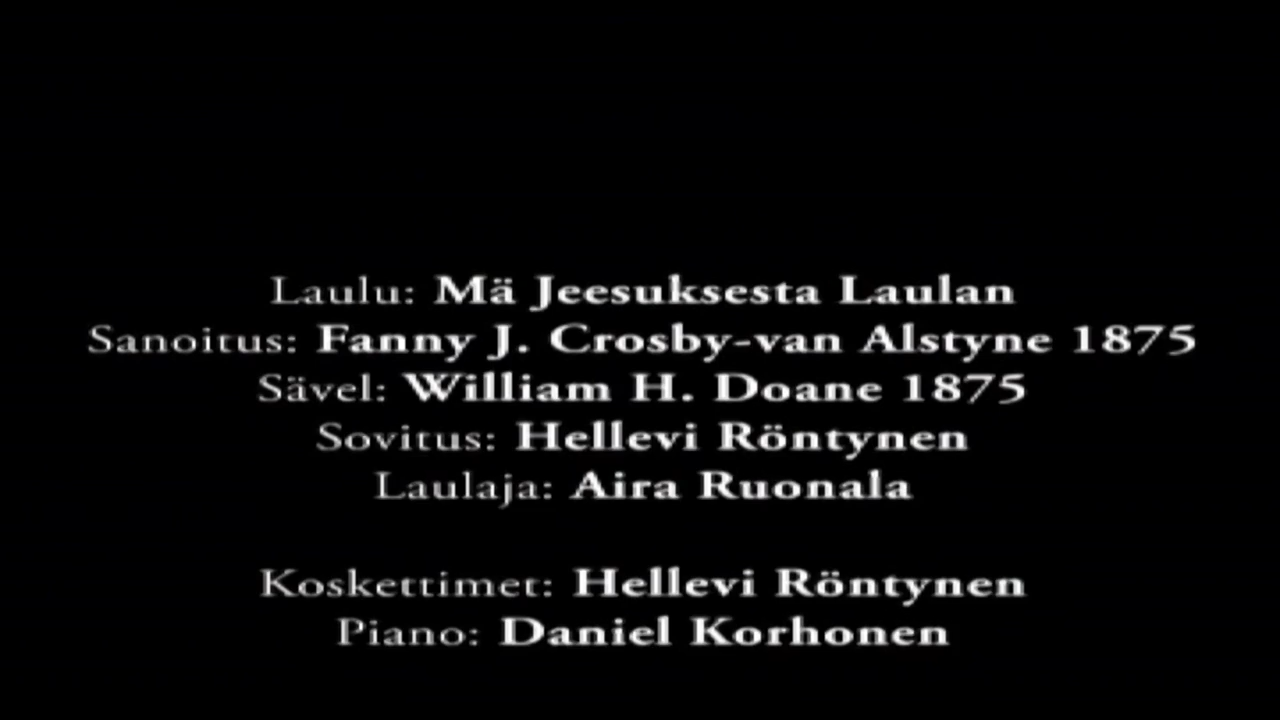 Laulu: Mä Jeesuksesta Laulan
Sanoitus: Fanny J. Crosby-van Alstyne 1875
Sävel: William H. Doane 1875
Sovitus: Hellevi Röntynen
Laulaja: Aira Ruonala
Koskettimet: Hellevi Röntynen
Piano: Daniel Korhonen